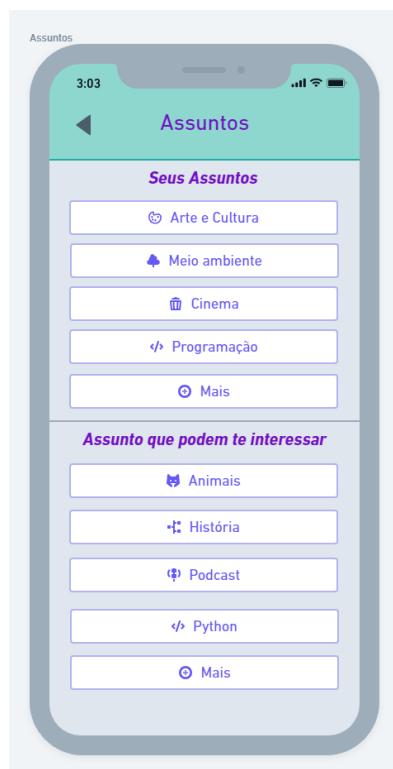 Assuntos
3:03
Assuntos
Seus Assuntos
Arte e Cultura
Meio ambiente
Cinema
Programação
Mais
Assunto que podem te interessar
Animais
História
Podcast
Python
Mais